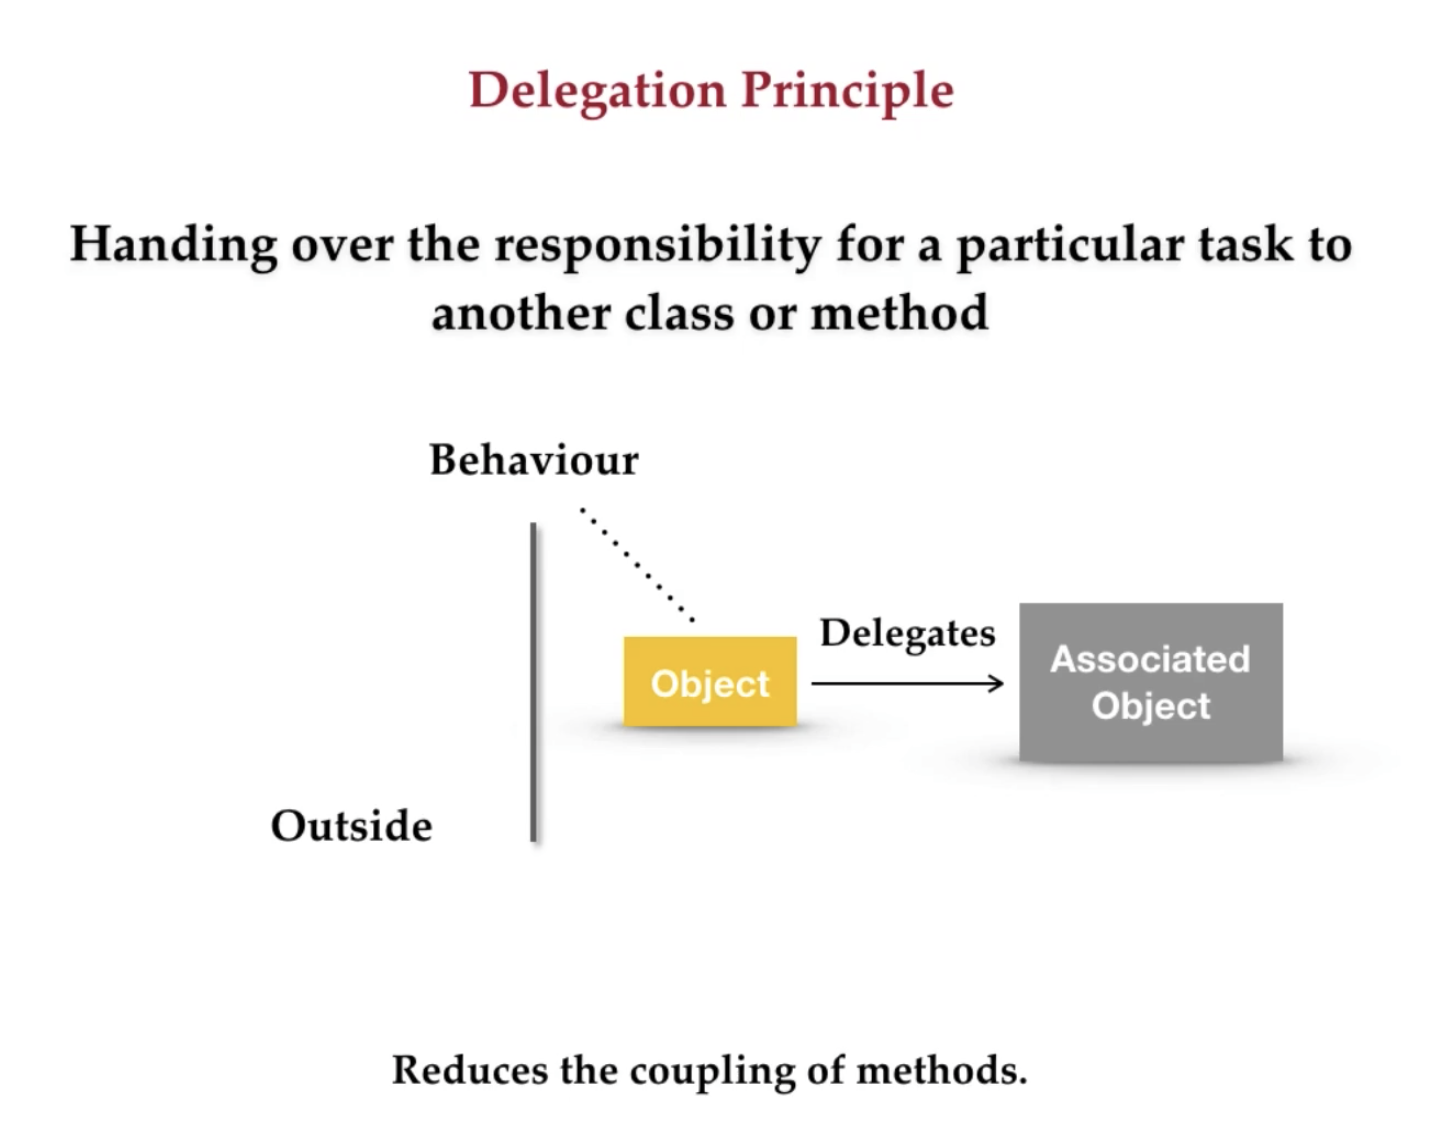 Delegation Principle
Handing over the responsibility for a particular task to
another class or method
Behaviour
Delegates
Object
Associated
Object
Outside
Reduces the coupling of methods.